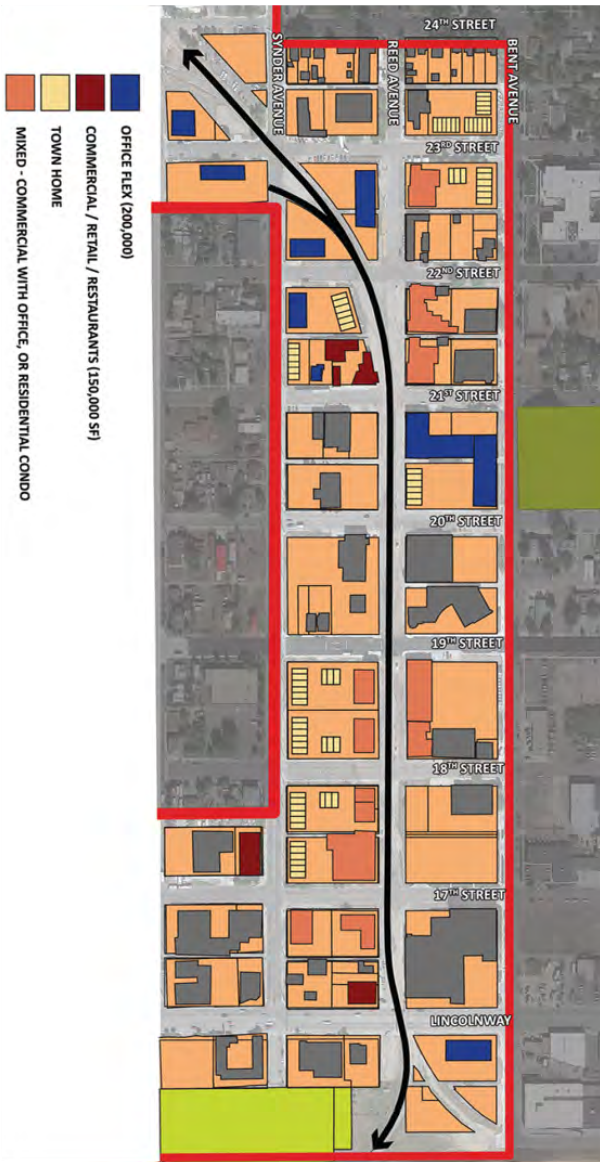 24TH STREET
SYNDER AVENUE
REED AVENUE
BENT AVENUE
23RD STREET
22ND STREET
21ST STREET
20TH STREET
19TH STREET
18TH STREET
17TH STREET
LINCOLNWAY
OFFICE FLEX (200,000)
COMMERCIAL / RETAIL / RESTAURANTS (150,000 SF)
TOWN HOME
MIXED - COMMERCIAL WITH OFFICE, OR RESIDENTIAL CONDO